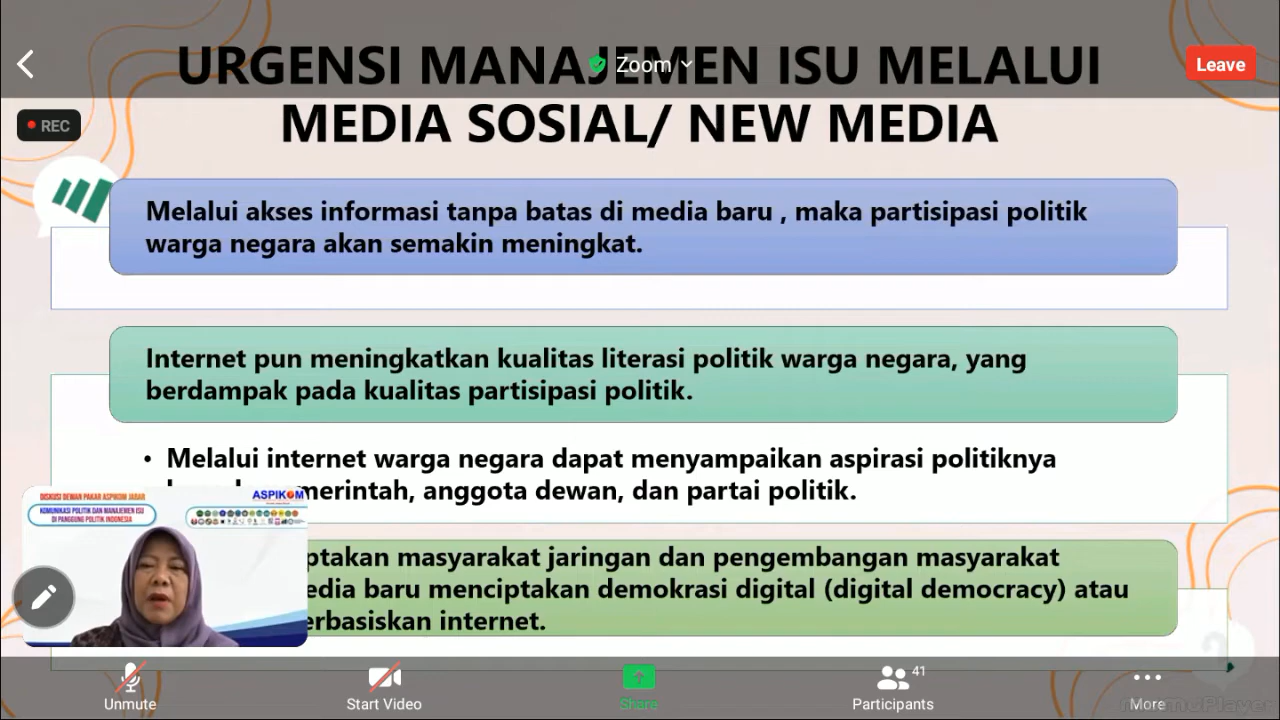 URGENSI MANAJEMEN ISU MELALUI
MEDIA SOSIAL/ NEW MEDIA
Zoom
Leave
REC
Melalui akses informasi tanpa batas di media baru , maka partisipasi politik
warga negara akan semakin meningkat.
Internet pun meningkatkan kualitas literasi politik warga negara, yang
berdampak pada kualitas partisipasi politik.
• Melalui internet warga negara dapat menyampaikan aspirasi politiknya
merintah, anggota dewan, dan partai politik.
DISKUSI DEWAN PAKAR ASPIKOM JABAR
ASPIKOM
KOMUNIKASI POLITIK DAN MANAJEMEN ISU
DI PANGGUNG POLITIK INDONESIA
ptakan masyarakat jaringan dan pengembangan masyarakat
edia baru menciptakan demokrasi digital (digital democracy) atau
erbasiskan internet.
Unmute
Start Video
Share
Participants
41
More